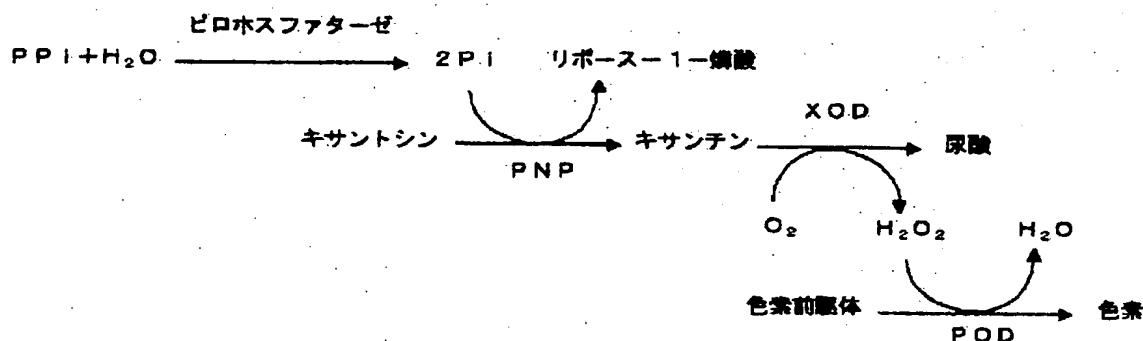 ピロホスファターゼ
PPi+H₂O 2Pi リボース－1－燐酸
XOD
キサントシン キサンチン 尿酸
PNP
O₂ H₂O₂ H₂O
色素前駆体 色素
POD